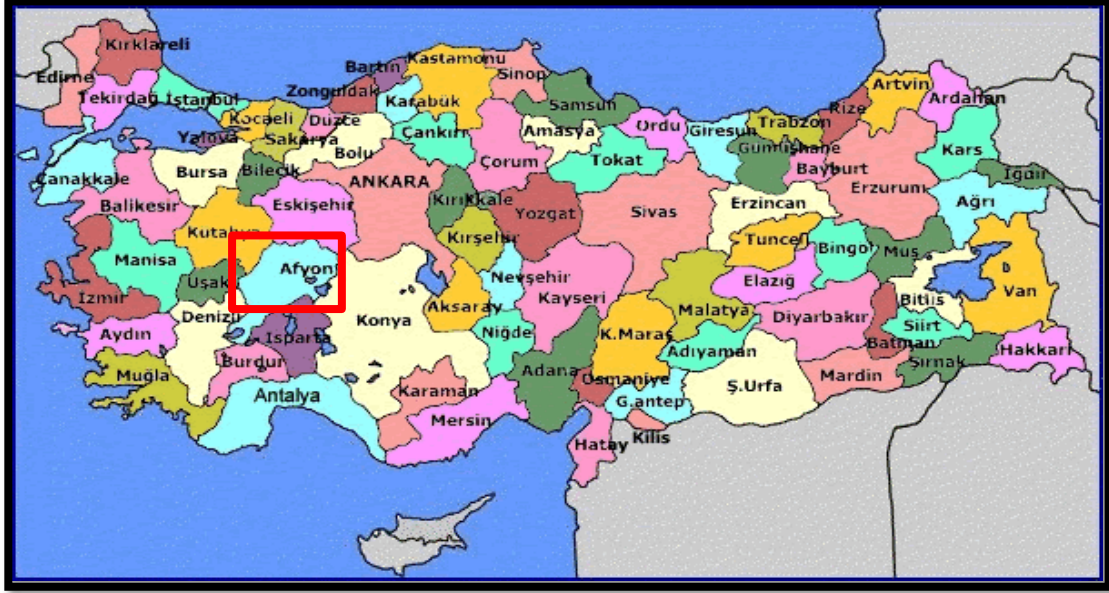 Kırklareli
Edirne
Tekirdağ
İstanbul
Kocaeli
Yalova
Sakarya
Düzce
Zonguldak
Bartın
Kastamonu
Sinop
Karabük
Bolu
Çankırı
Samsun
Amasya
Çorum
Ordu
Giresun
Trabzon
Gümüşhane
Rize
Artvin
Ardahan
Kars
Iğdır
Bayburt
Erzurum
Ağrı
Tokat
Çanakkale
Balikesir
Bursa
Bilecik
Eskişehir
ANKARA
Kırıkkale
Yozgat
Sivas
Erzincan
Tuncel
Bingöl
Muş
Kutahya
Manisa
Uşak
Afyon
Kırşehir
Nevşehir
Kayseri
Elazığ
Malatya
Diyarbakır
Bitlis
Van
İzmir
Aydın
Denizli
Isparta
Burdur
Konya
Aksaray
Niğde
K.Maraş
Adıyaman
Batman
Siirt
Şırnak
Hakkari
Muğla
Antalya
Karaman
Mersin
Adana
Osmaniye
G.antep
Ş.Urfa
Mardin
Hatay
Kilis